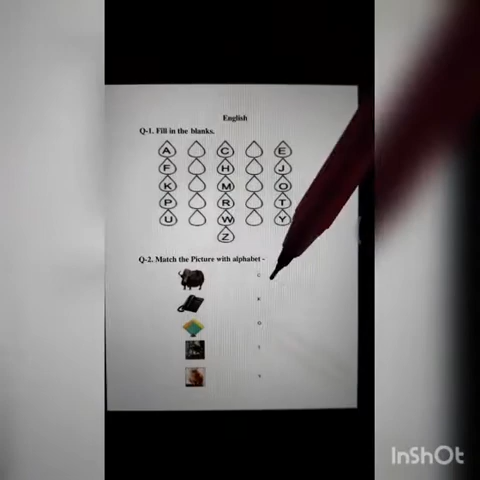 English
Q-1. Fill in the blanks.
A C E
F H J
K M O
P R T
U W Y
Z
Q-2. Match the Picture with alphabet -
C
K
O
InShOt